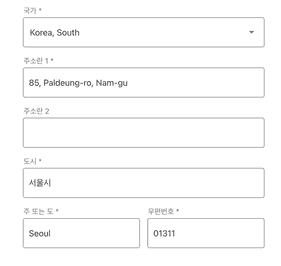 국가 *
Korea, South
주소란 1 *
85, Paldeung-ro, Nam-gu
주소란 2
도시 *
서울시
주 또는 도 *
우편번호 *
Seoul
01311